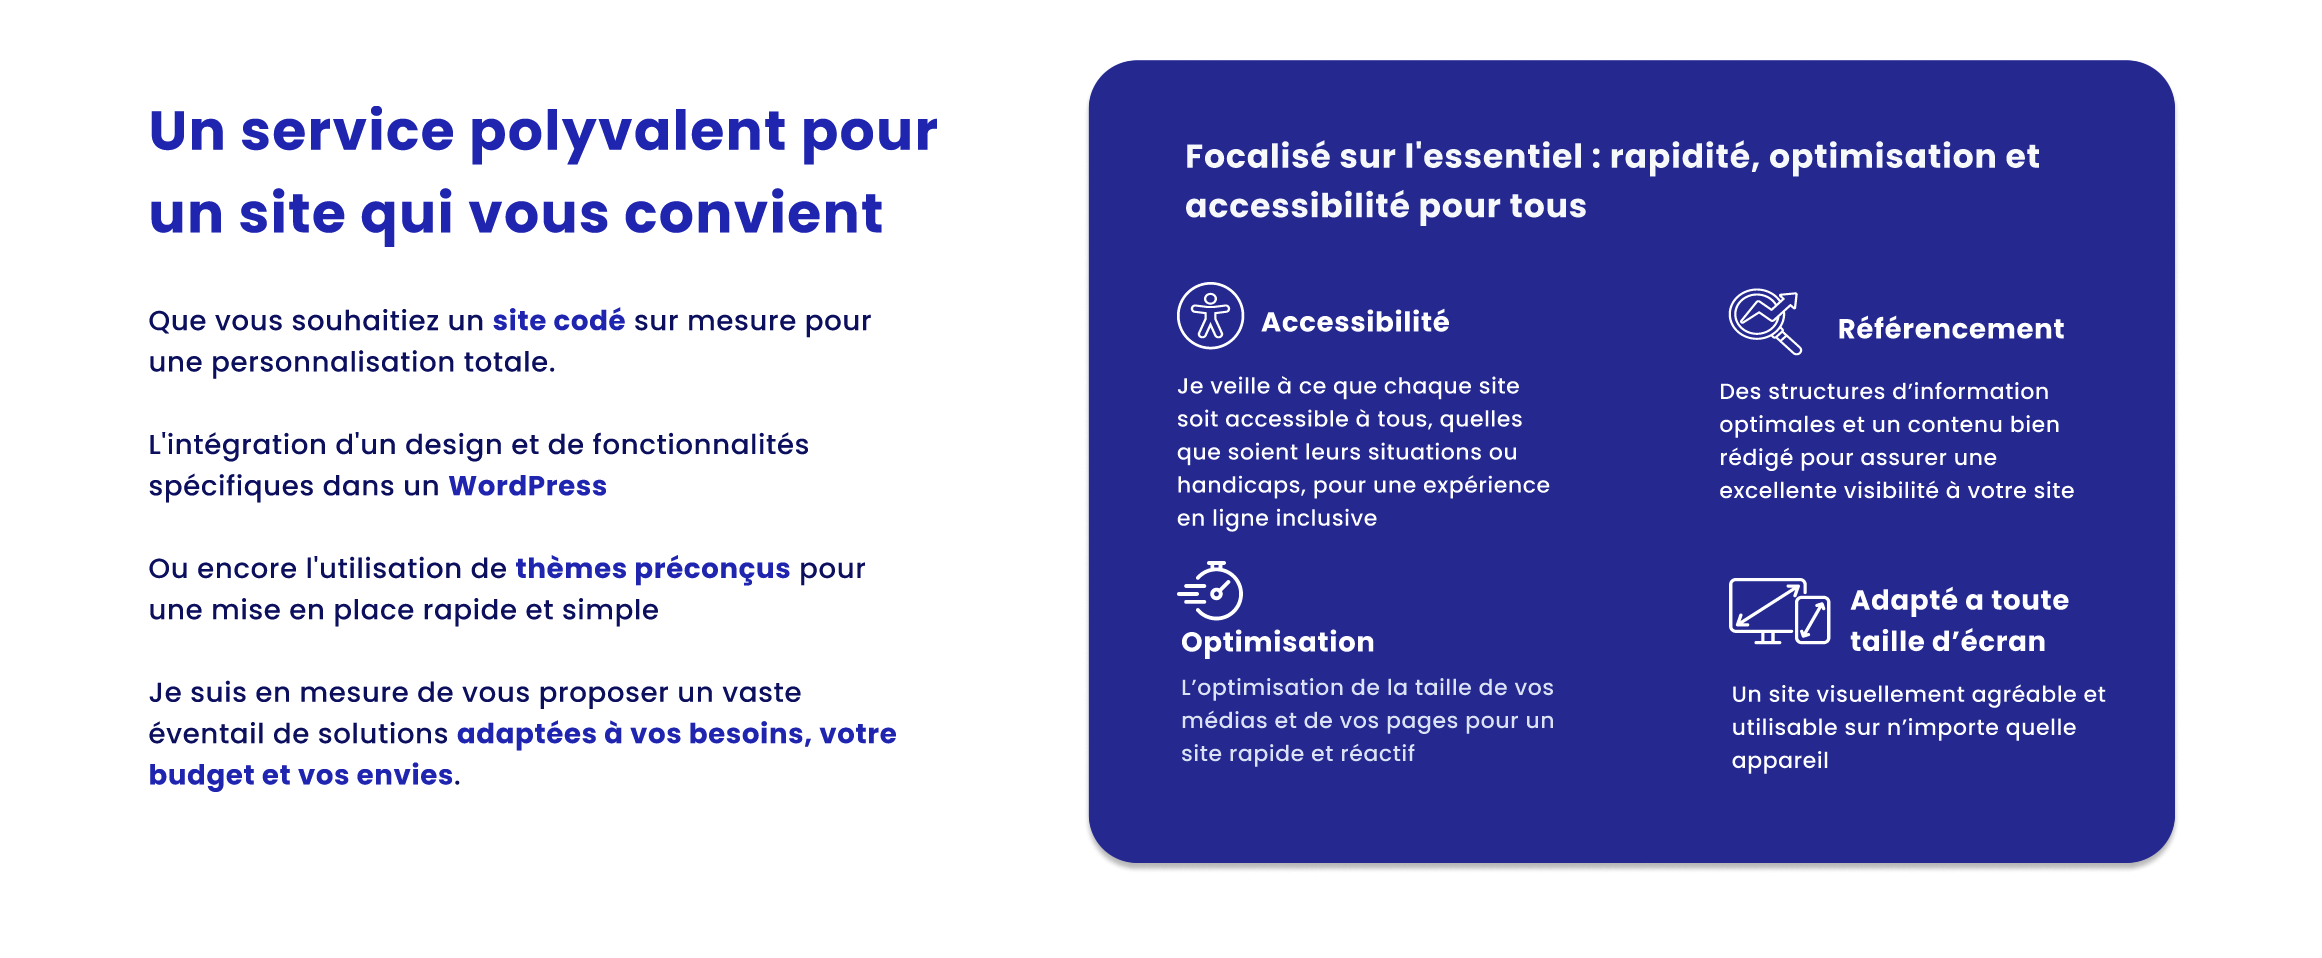 Un service polyvalent pour
un site qui vous convient
Que vous souhaitiez un site codé sur mesure pour
une personnalisation totale.
L'intégration d'un design et de fonctionnalités
spécifiques dans un WordPress
Ou encore l'utilisation de thèmes préconçus pour
une mise en place rapide et simple
Je suis en mesure de vous proposer un vaste
éventail de solutions adaptées à vos besoins, votre
budget et vos envies.
Focalisé sur l'essentiel : rapidité, optimisation et
accessibilité pour tous
Accessibilité
Je veille à ce que chaque site
soit accessible à tous, quelles
que soient leurs situations ou
handicaps, pour une expérience
en ligne inclusive
Référencement
Des structures d’information
optimales et un contenu bien
rédigé pour assurer une
excellente visibilité à votre site
Optimisation
L’optimisation de la taille de vos
médias et de vos pages pour un
site rapide et réactif
Adapté a toute
taille d’écran
Un site visuellement agréable et
utilisable sur n’importe quelle
appareil